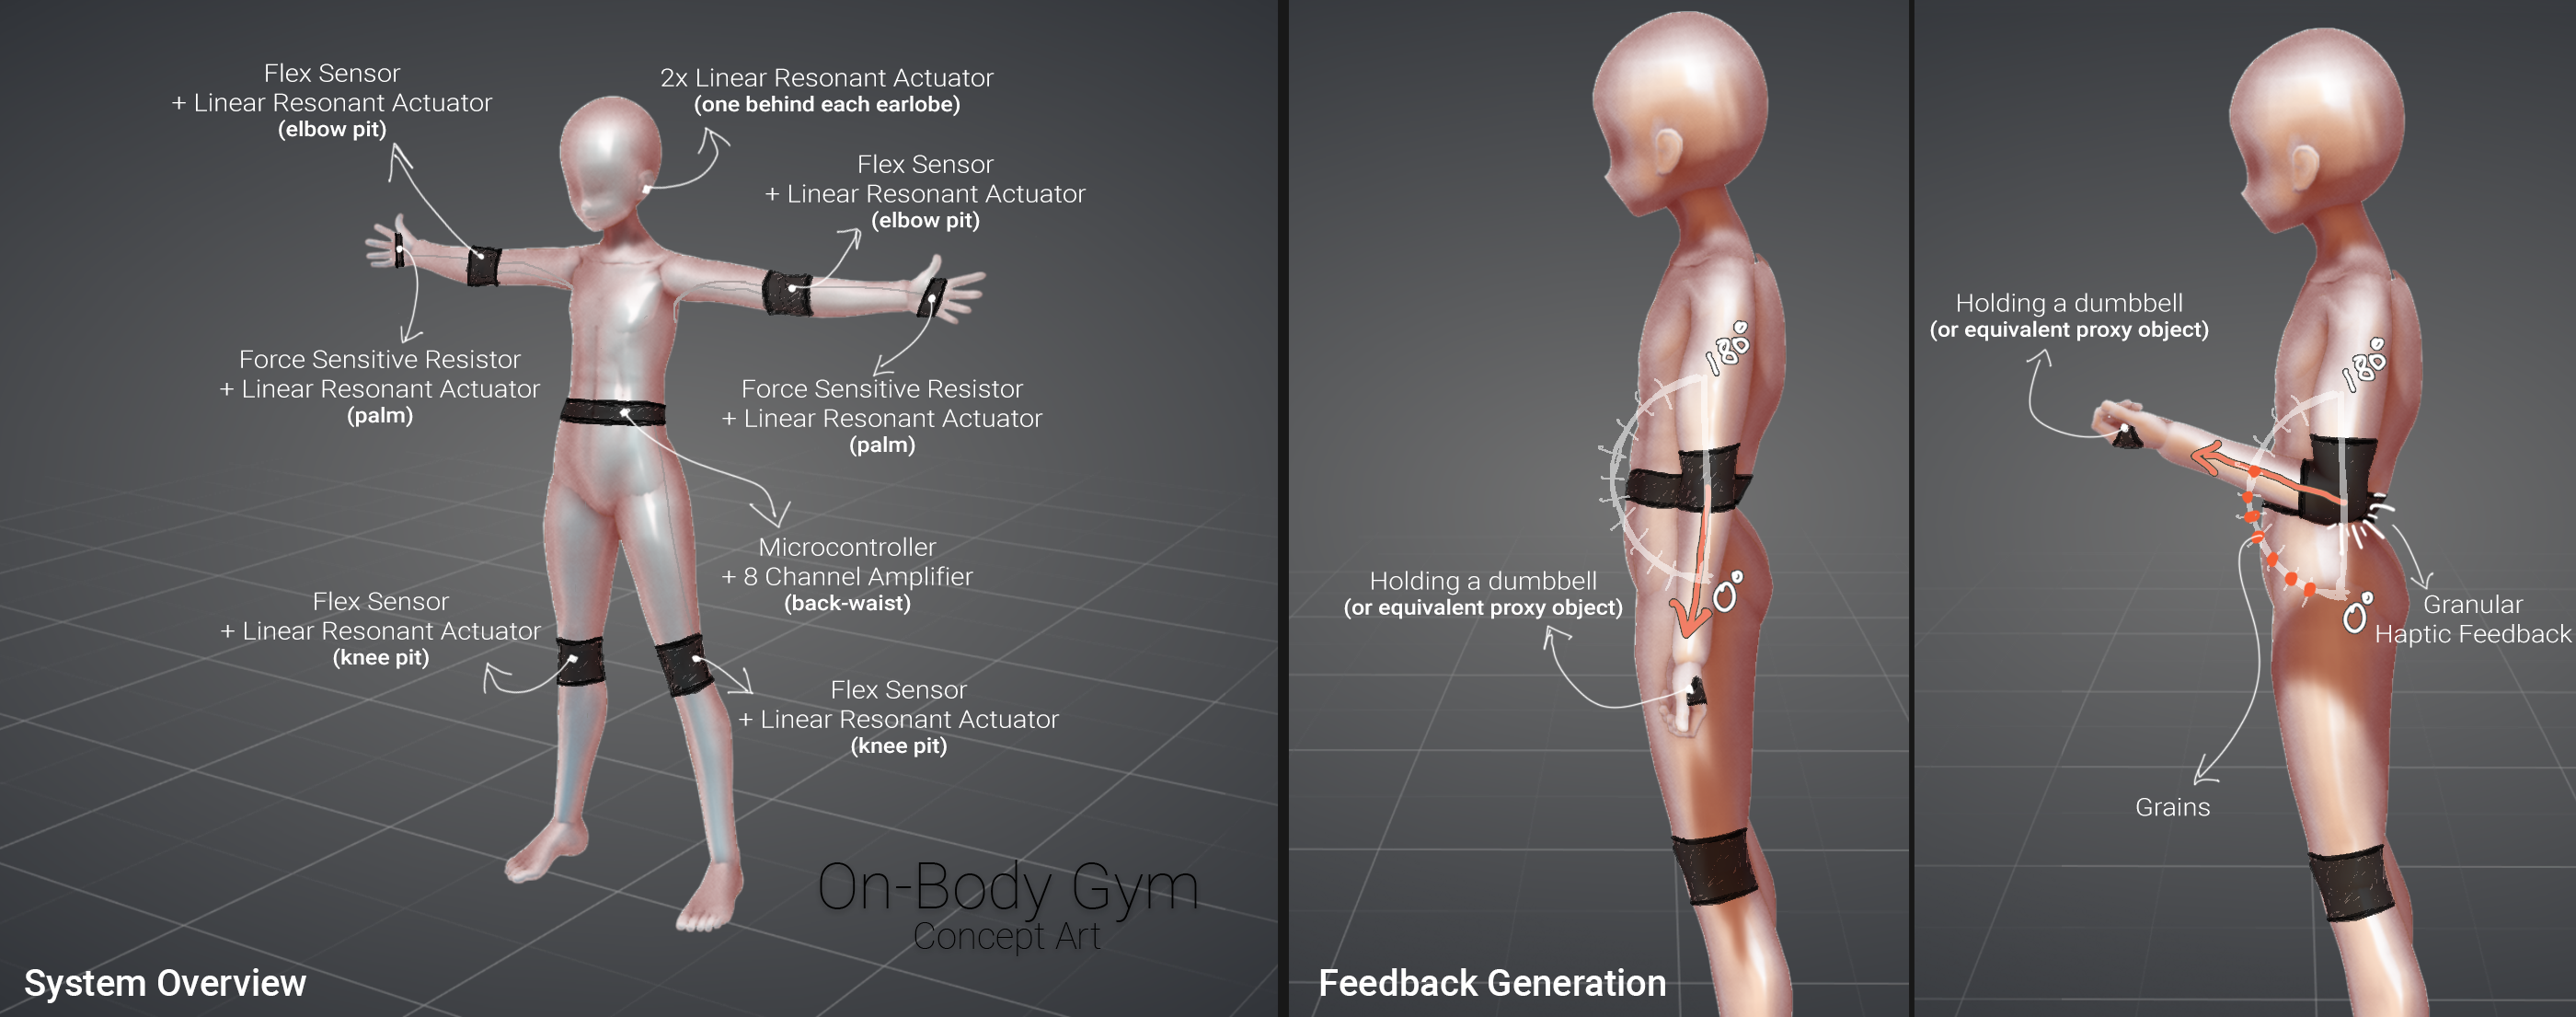 Flex Sensor
+ Linear Resonant Actuator
(elbow pit)
2x Linear Resonant Actuator
(one behind each earlobe)
Flex Sensor
+ Linear Resonant Actuator
(elbow pit)
Force Sensitive Resistor
+ Linear Resonant Actuator
(palm)
Force Sensitive Resistor
+ Linear Resonant Actuator
(palm)
Microcontroller
+ 8 Channel Amplifier
(back-waist)
Flex Sensor
+ Linear Resonant Actuator
(knee pit)
Flex Sensor
+ Linear Resonant Actuator
(knee pit)
On-Body Gym
Concept Art
System Overview
180°
0°
Holding a dumbbell
(or equivalent proxy object)
Feedback Generation
Holding a dumbbell
(or equivalent proxy object)
180°
0°
Granular
Haptic Feedback
Grains